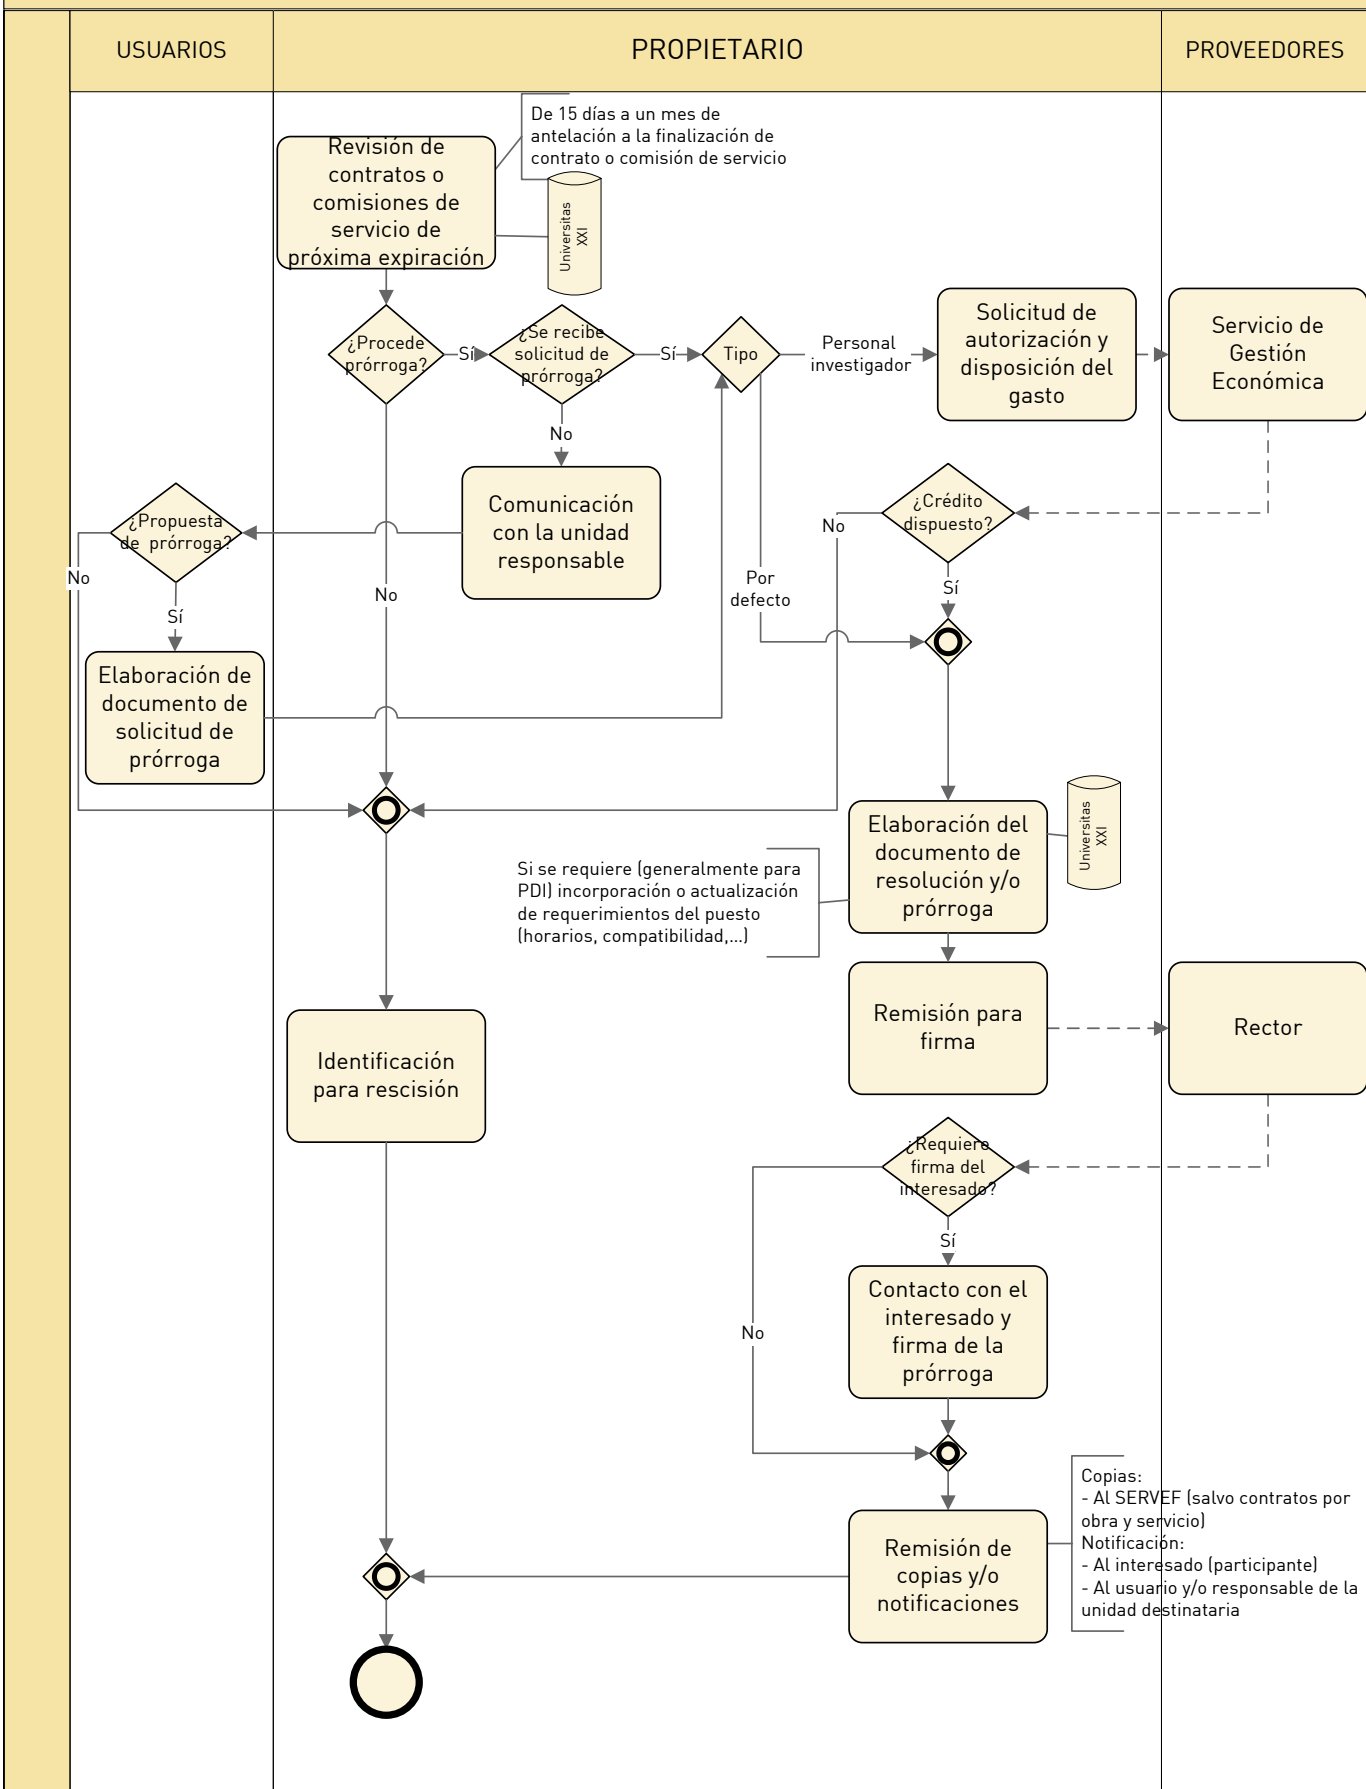 USUARIOS
PROPIETARIO
PROVEEDORES
De 15 días a un mes de
antelación a la finalización de
contrato o comisión de servicio
Revisión de
contratos o
comisiones de
servicio de
próxima expiración
Universitas
XXI
¿Procede
prórroga?
Sí
¿Se recibe
solicitud de
prórroga?
Sí
Tipo
Personal
investigador
Solicitud de
autorización y
disposición del
gasto
Servicio de
Gestión
Económica
No
Comunicación
con la unidad
responsable
¿Propuesta
de prórroga?
No
Sí
No
Por
defecto
No
¿Crédito
dispuesto?
Sí
Elaboración de
documento de
solicitud de
prórroga
Elaboración del
documento de
resolución y/o
prórroga
Universitas
XXI
Si se requiere (generalmente para
PDI) incorporación o actualización
de requerimientos del puesto
(horarios, compatibilidad,...)
Remisión para
firma
Rector
Identificación
para rescisión
¿Requiere
firma del
interesado?
Sí
No
Contacto con el
interesado y
firma de la
prórroga
Remisión de
copias y/o
notificaciones
Copias:
- Al SERVEF (salvo contratos por
obra y servicio)
Notificación:
- Al interesado (participante)
- Al usuario y/o responsable de la
unidad destinataria